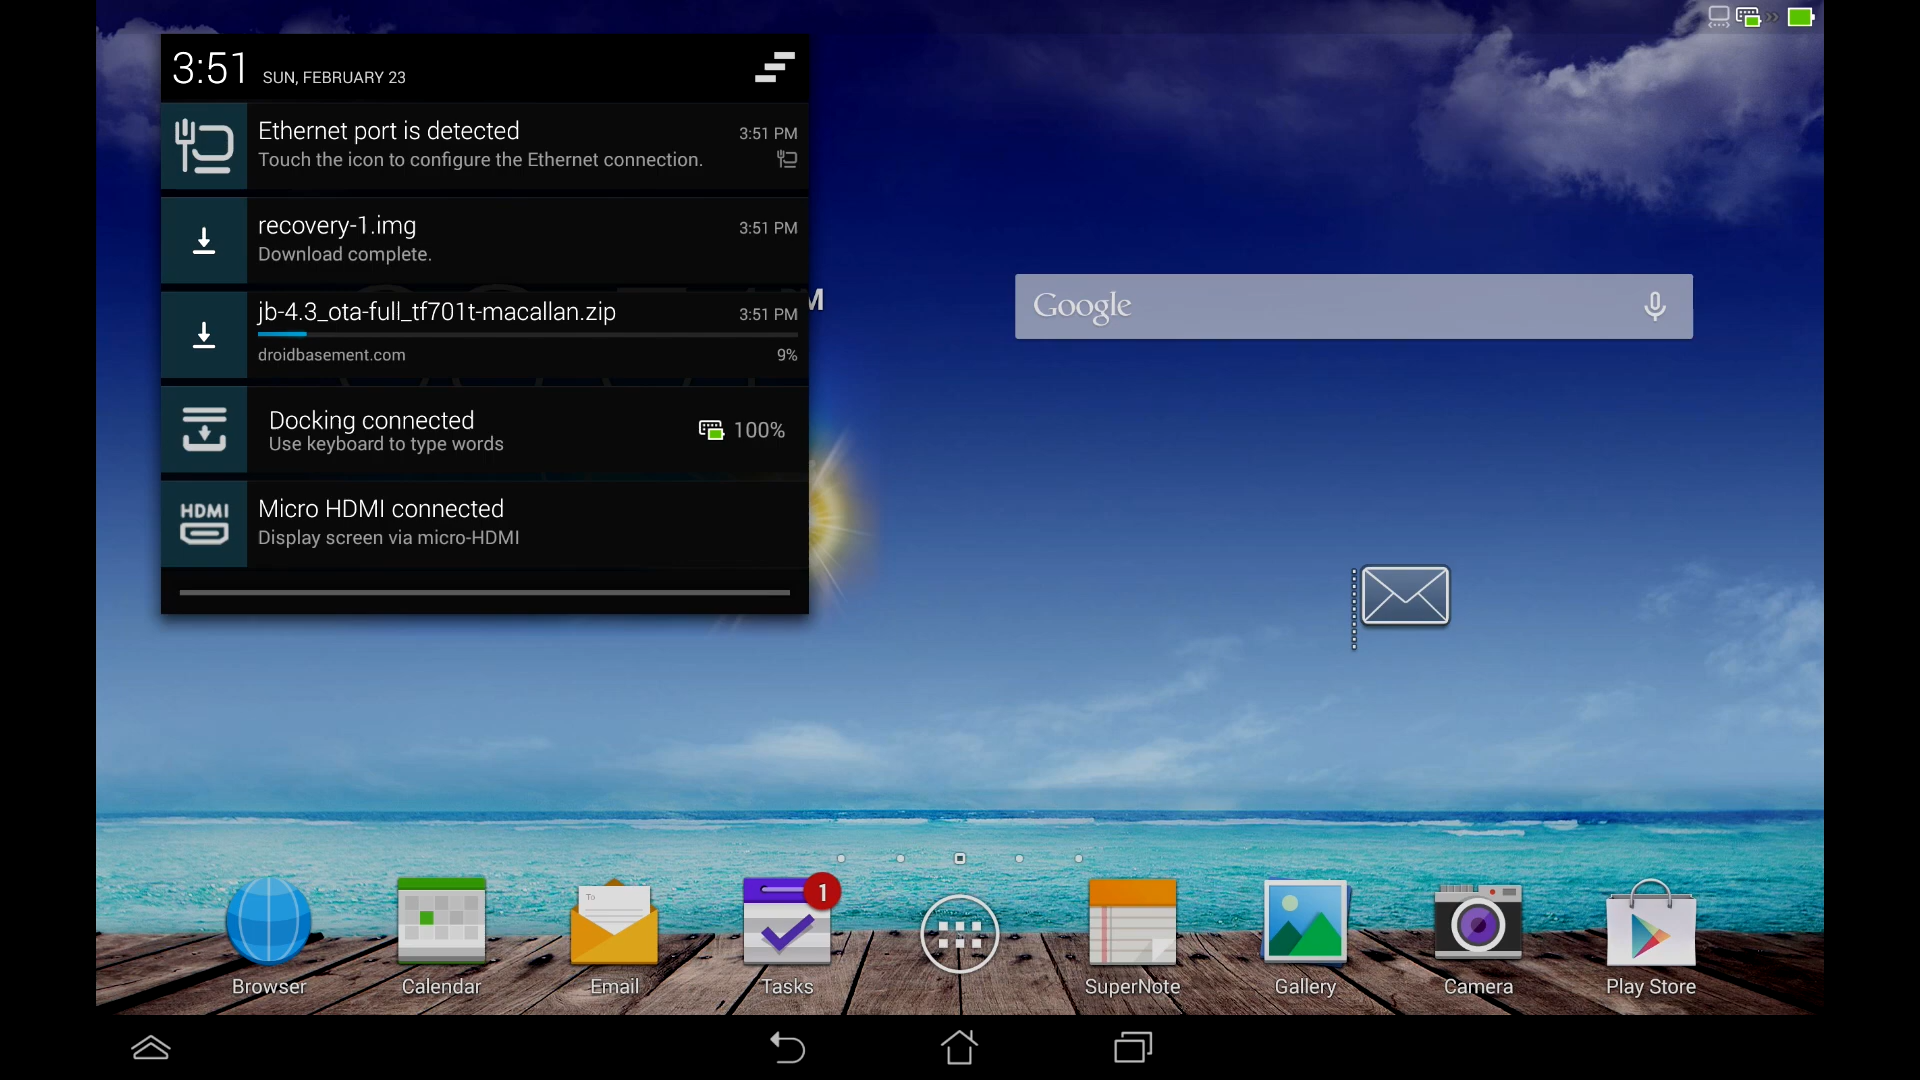 3:51 SUN, FEBRUARY 23
Ethernet port is detected 3:51 PM
Touch the icon to configure the Ethernet connection.
recovery-1.img 3:51 PM
Download complete.
jb-4.3_ota-full_tf701t-macallan.zip 3:51 PM
droidbasement.com 9%
Docking connected 100%
Use keyboard to type words
HDMI
Micro HDMI connected
Display screen via micro-HDMI
M
Google
To
1
Browser Calendar Email Tasks SuperNote Gallery Camera Play Store